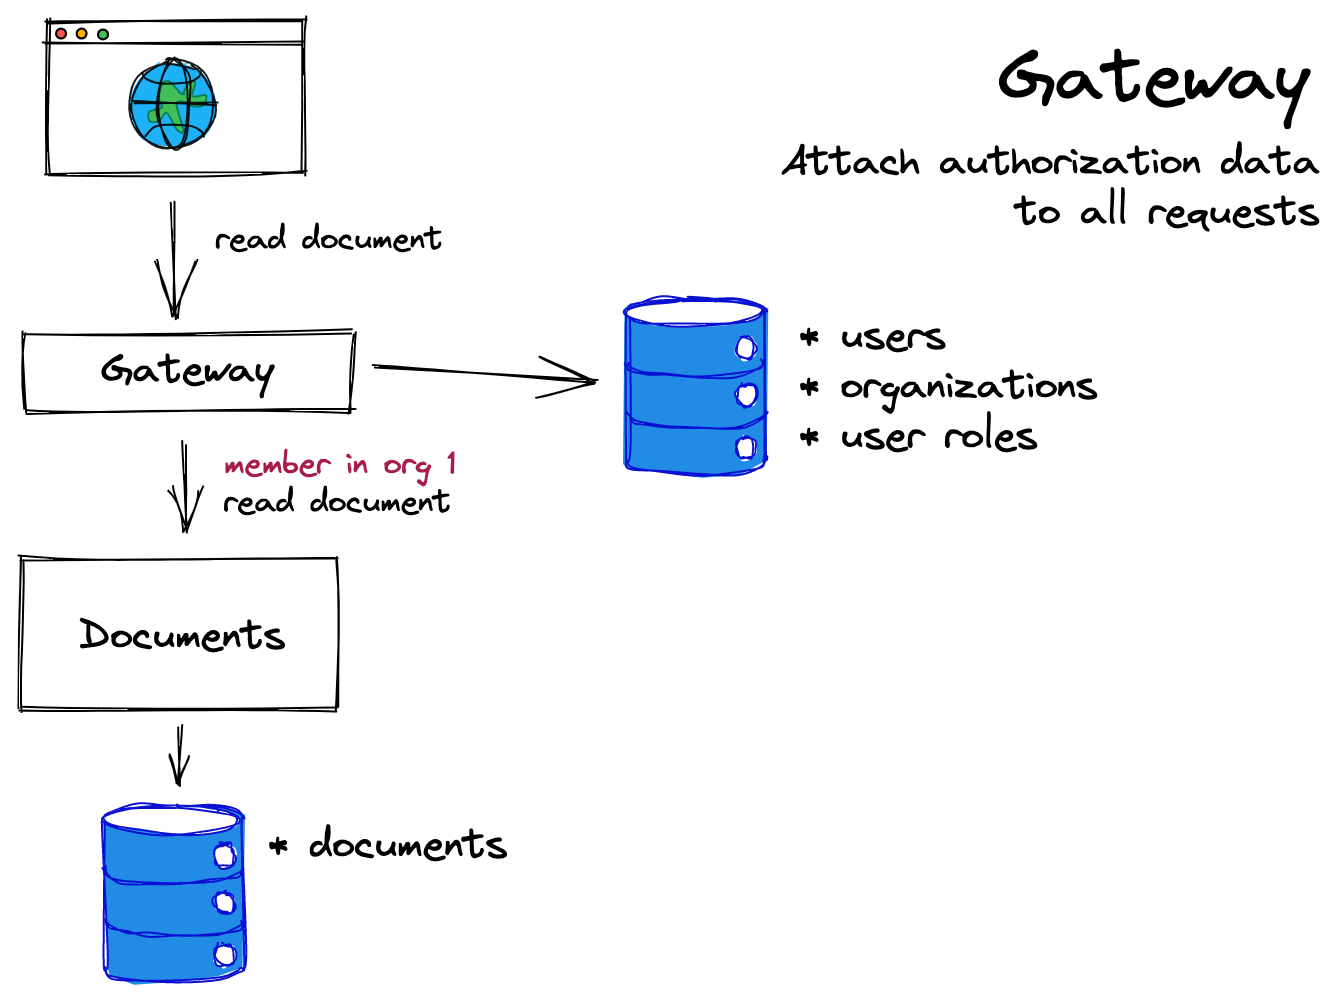 Gateway
Attach authorization data
to all requests
read document
Gateway
* users
* organizations
* user roles
member in org 1
read document
Documents
* documents